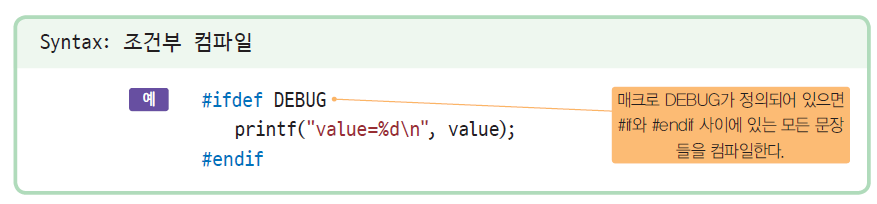 Syntax: 조건부 컴파일
예
#ifdef DEBUG
printf("value=%d\n", value);
#endif
매크로 DEBUG가 정의되어 있으면
#if와 #endif 사이에 있는 모든 문장
들을 컴파일한다.